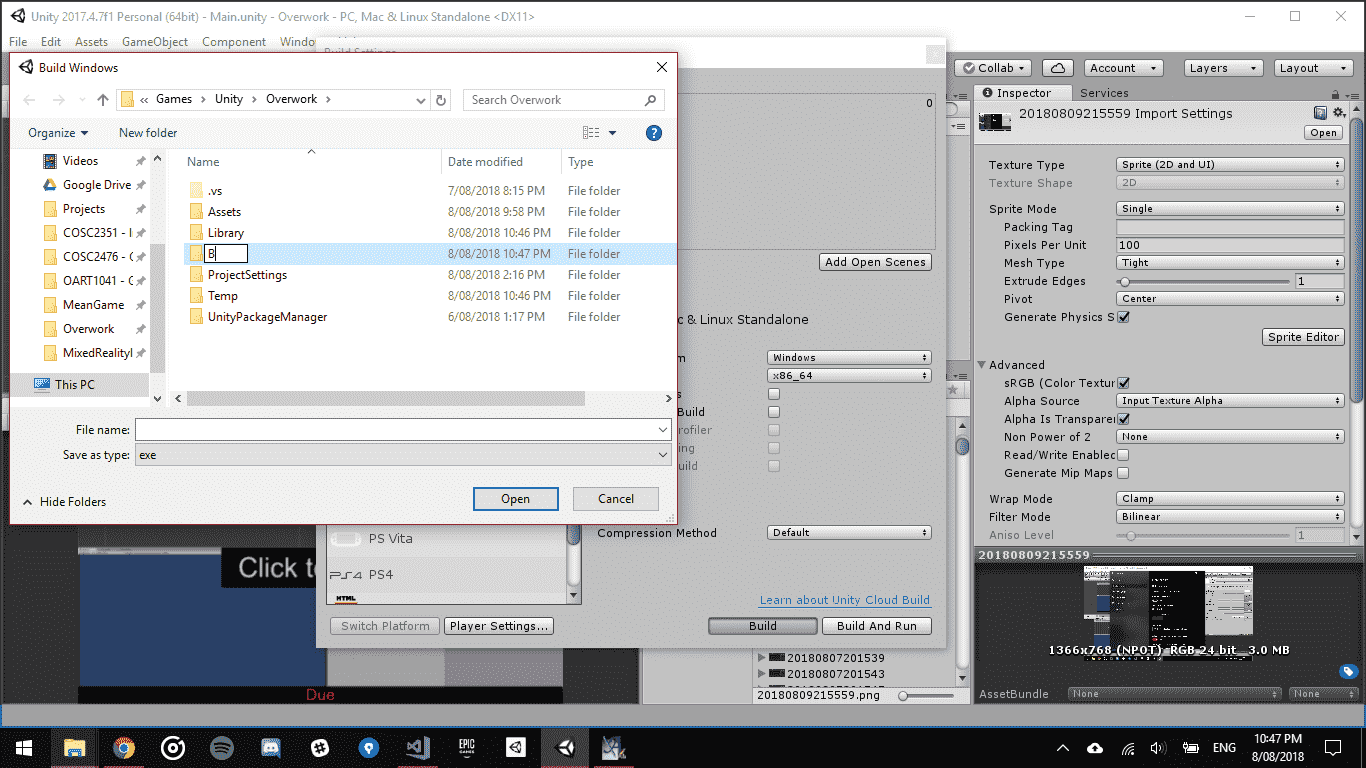 Unity 2017.4.7f1 Personal (64bit) - Main.unity - Overwork - PC, Mac & Linux Standalone <DX11>
File Edit Assets GameObject Component Windo
Build Settings
Build Windows
« Games > Unity > Overwork >
Search Overwork
Organize
New folder
Name
Date modified
Type
Videos
Google Drive
Projects
COSC2351 - I
COSC2476 - C
OART1041 - C
MeanGame
Overwork
MixedRealityI
This PC
.vs 7/08/2018 8:15 PM File folder
Assets 8/08/2018 9:58 PM File folder
Library 8/08/2018 10:46 PM File folder
B 8/08/2018 10:47 PM File folder
ProjectSettings 8/08/2018 2:16 PM File folder
Temp 8/08/2018 10:46 PM File folder
UnityPackageManager 6/08/2018 1:17 PM File folder
File name:
Save as type: exe
Hide Folders
Open
Cancel
0
Add Open Scenes
c & Linux Standalone
m Windows
x86_64
s
Build
rofiler
ing
uild
Compression Method Default
PS Vita
PS4
HTML
Learn about Unity Cloud Build
Switch Platform
Player Settings...
Build
Build And Run
Click to
Due
20180807201539
20180807201543
20180809215559.png
Collab
Account
Layers
Layout
Inspector
Services
20180809215559 Import Settings
Open
Texture Type Sprite (2D and UI)
Texture Shape 2D
Sprite Mode Single
Packing Tag
Pixels Per Unit 100
Mesh Type Tight
Extrude Edges 1
Pivot Center
Generate Physics S
Sprite Editor
Advanced
sRGB (Color Textur
Alpha Source Input Texture Alpha
Alpha Is Transparer
Non Power of 2 None
Read/Write Enabled
Generate Mip Maps
Wrap Mode Clamp
Filter Mode Bilinear
Aniso Level 1
20180809215559
1366x768 (NPOT) RGB 24 bit 3.0 MB
AssetBundle None None
EPIC
GAMES
ENG
10:47 PM
8/08/2018